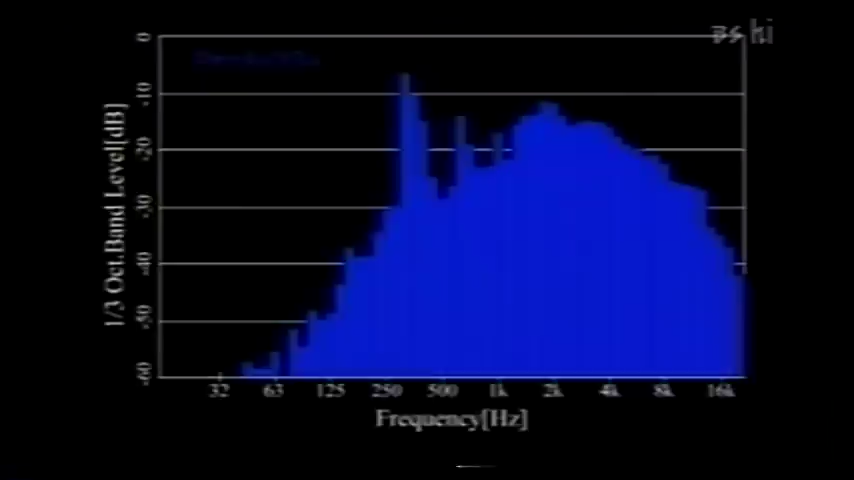 BS hi
0
-10
-20
-30
-40
-50
-60
1/3 Oct.Band Level[dB]
32 63 125 250 500 1k 2k 4k 8k 16k
Frequency[Hz]